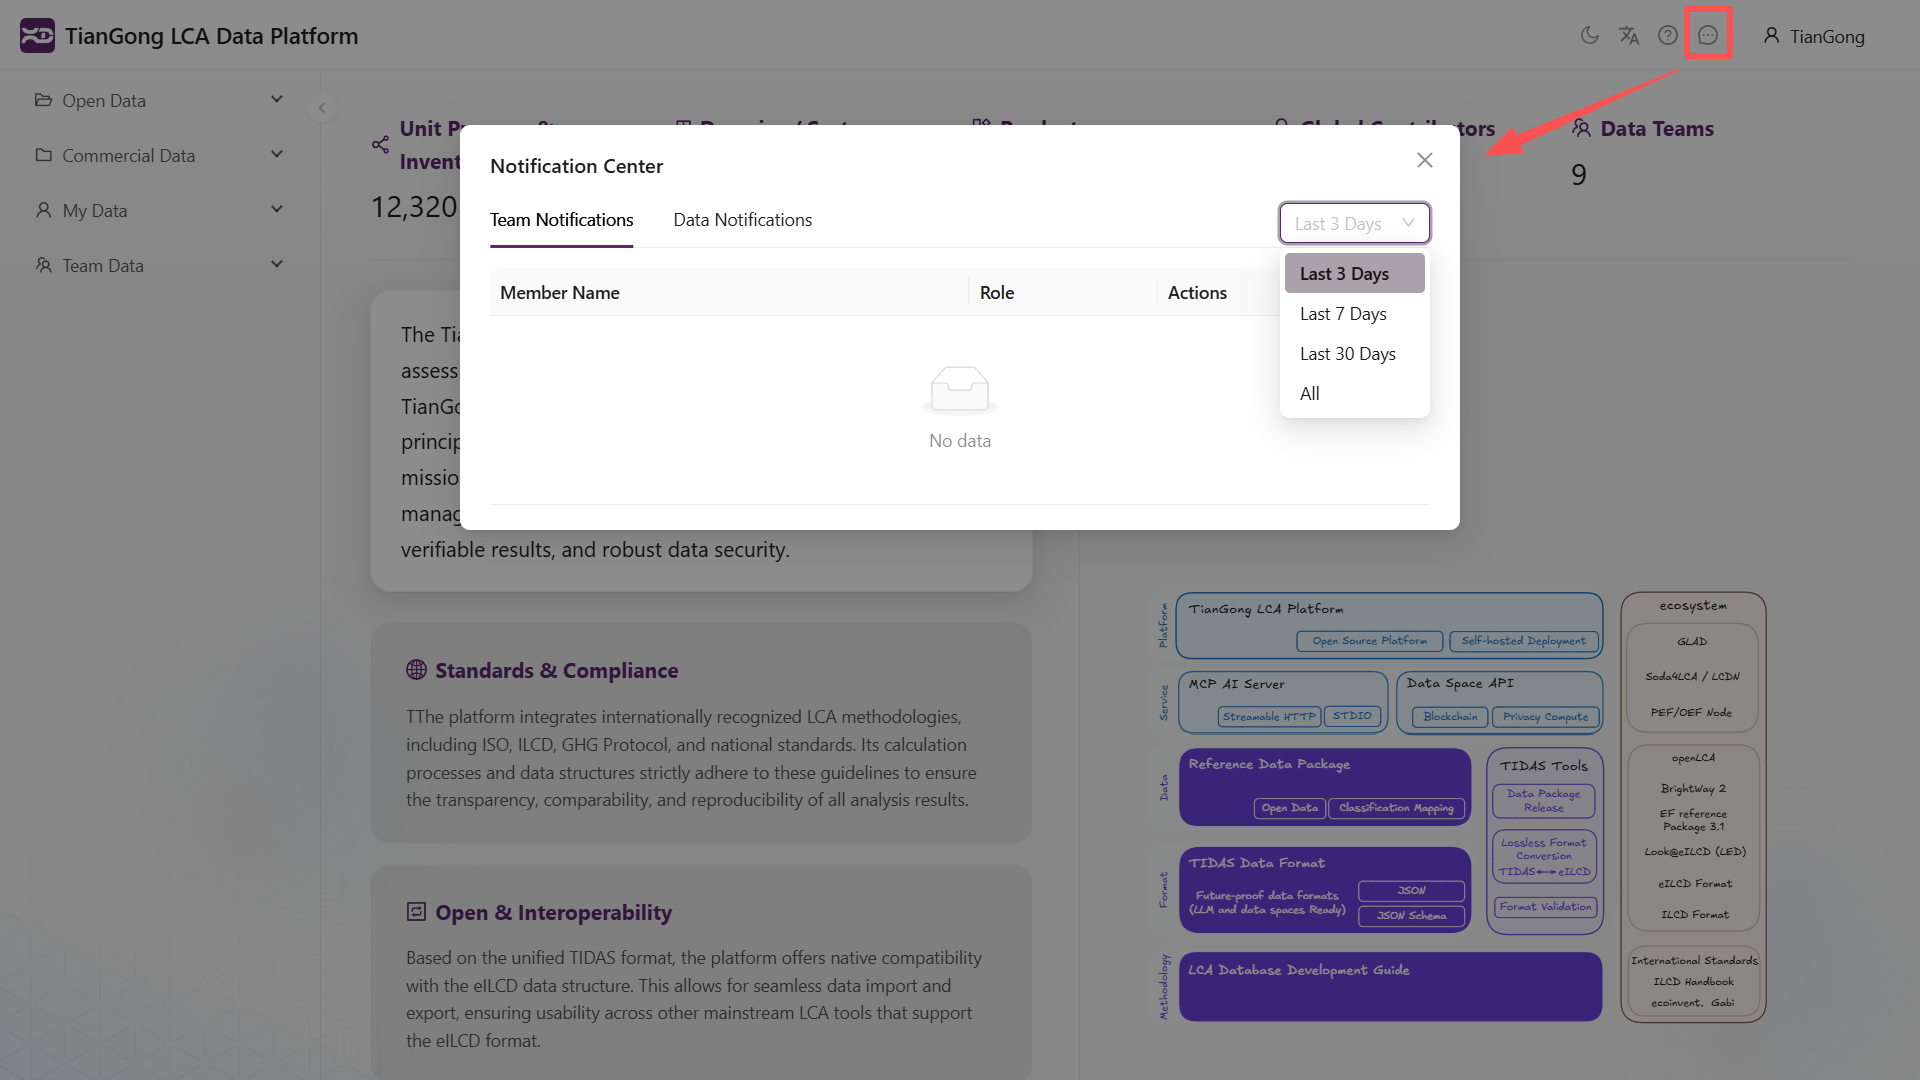 TianGong LCA Data Platform
TianGong
Open Data
Commercial Data
My Data
Team Data
Unit
Invent
12,320
Data Teams
9
Notification Center
Team Notifications
Data Notifications
Last 3 Days
Member Name
Role
Actions
Last 3 Days
Last 7 Days
Last 30 Days
All
No data
The
assess
princip
missio
manag
verifiable results, and robust data security.
Standards & Compliance
TThe platform integrates internationally recognized LCA methodologies,
including ISO, ILCD, GHG Protocol, and national standards. Its calculation
processes and data structures strictly adhere to these guidelines to ensure
the transparency, comparability, and reproducibility of all analysis results.
Open & Interoperability
Based on the unified TIDAS format, the platform offers native compatibility
with the eILCD data structure. This allows for seamless data import and
export, ensuring usability across other mainstream LCA tools that support
the eILCD format.
Platform
TianGong LCA Platform
Open Source Platform
Self-hosted Deployment
Service
MCP AI Server
Streamable HTTP
STDIO
Data Space API
Blockchain
Privacy Compute
Data
Reference Data Package
Open Data
Classification Mapping
TIDAS Tools
Data Package
Release
Lossless Format
Conversion
TIDAS⟷eILCD
Format Validation
Format
TIDAS Data Format
Future-proof data formats
(LLM and data spaces Ready)
JSON
JSON Schema
Methodology
LCA Database Development Guide
ecosystem
GLAD
Soda4LCA / LCDN
PEF/OEF Node
openLCA
BrightWay 2
EF reference
Package 3.1
Look@eILCD (LED)
eILCD Format
ILCD Format
International Standards
ILCD Handbook
ecoinvent, Gabi